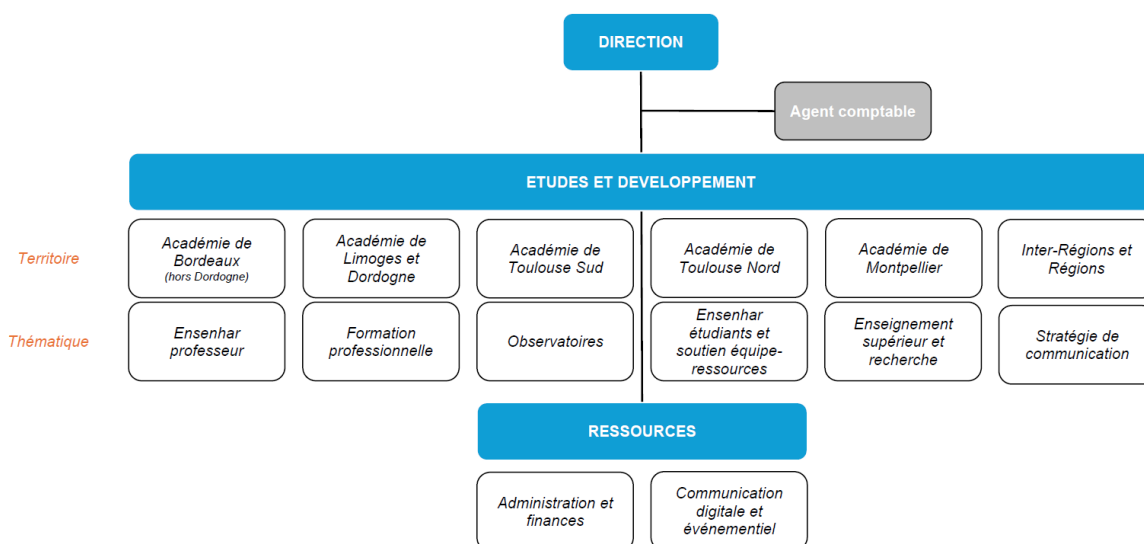 DIRECTION
Agent comptable
ETUDES ET DEVELOPPEMENT
Territoire
Académie de
Bordeaux
(hors Dordogne)
Académie de
Limoges et
Dordogne
Académie de
Toulouse Sud
Académie de
Toulouse Nord
Académie de
Montpellier
Inter-Régions et
Régions
Thématique
Ensenhar
professeur
Formation
professionnelle
Observatoires
Ensenhar
étudiants et
soutien équipe-
ressources
Enseignement
supérieur et
recherche
Stratégie de
communication
RESSOURCES
Administration et
finances
Communication
digitale et
événementiel